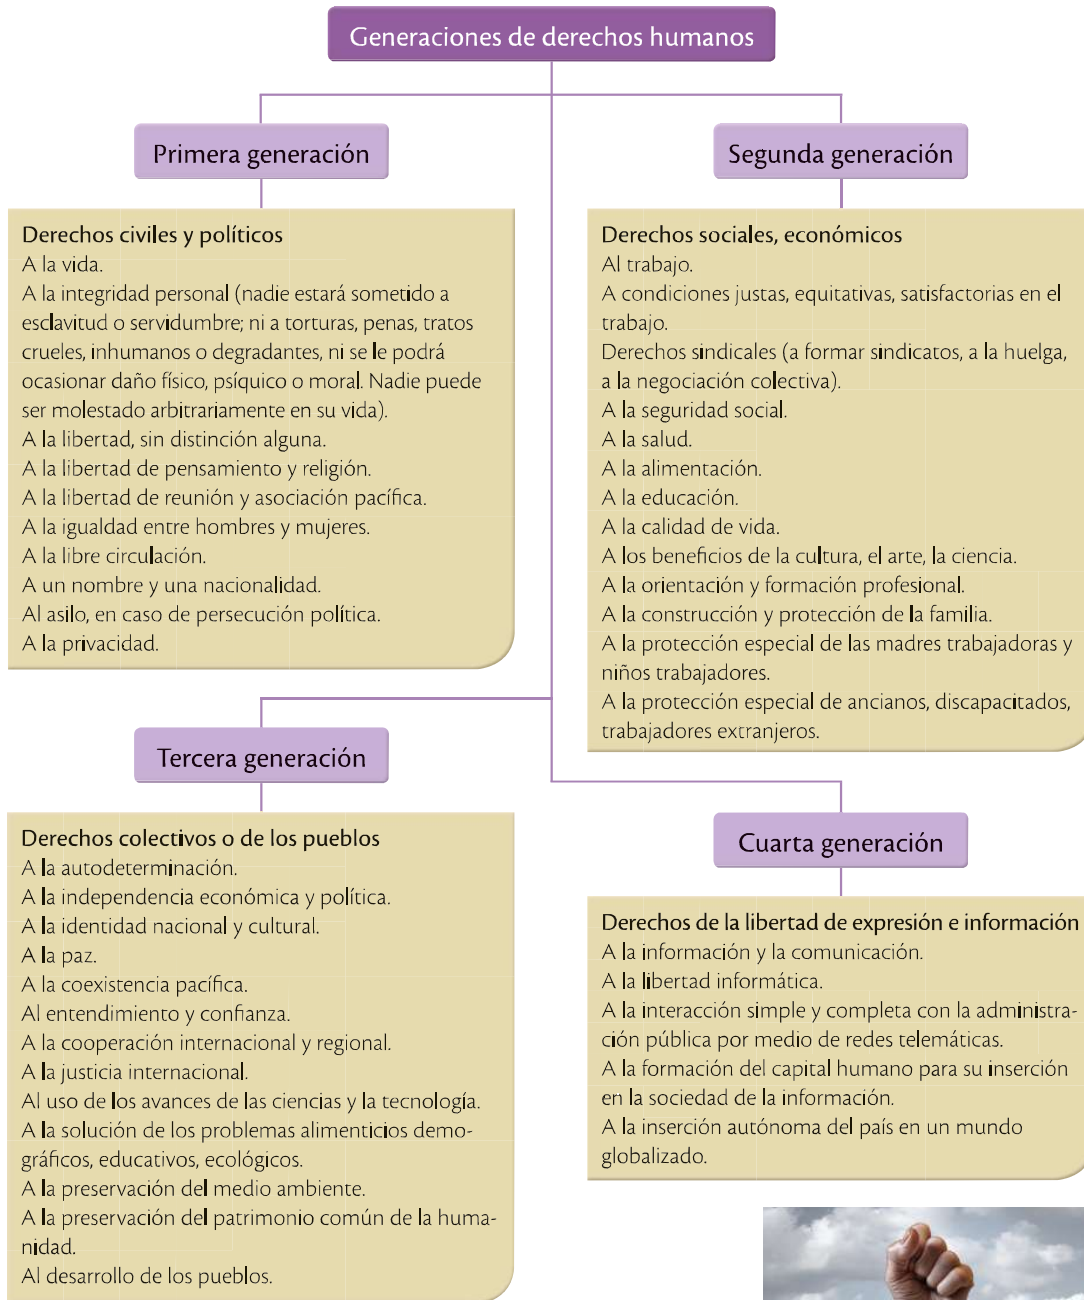 Generaciones de derechos humanos
Primera generación
Derechos civiles y políticos
A la vida.
A la integridad personal (nadie estará sometido a
esclavitud o servidumbre; ni a torturas, penas, tratos
crueles, inhumanos o degradantes, ni se le podrá
ocasionar daño físico, psíquico o moral. Nadie puede
ser molestado arbitrariamente en su vida).
A la libertad, sin distinción alguna.
A la libertad de pensamiento y religión.
A la libertad de reunión y asociación pacífica.
A la igualdad entre hombres y mujeres.
A la libre circulación.
A un nombre y una nacionalidad.
Al asilo, en caso de persecución política.
A la privacidad.
Segunda generación
Derechos sociales, económicos
Al trabajo.
A condiciones justas, equitativas, satisfactorias en el
trabajo.
Derechos sindicales (a formar sindicatos, a la huelga,
a la negociación colectiva).
A la seguridad social.
A la salud.
A la alimentación.
A la educación.
A la calidad de vida.
A los beneficios de la cultura, el arte, la ciencia.
A la orientación y formación profesional.
A la construcción y protección de la familia.
A la protección especial de las madres trabajadoras y
niños trabajadores.
A la protección especial de ancianos, discapacitados,
trabajadores extranjeros.
Tercera generación
Derechos colectivos o de los pueblos
A la autodeterminación.
A la independencia económica y política.
A la identidad nacional y cultural.
A la paz.
A la coexistencia pacífica.
Al entendimiento y confianza.
A la cooperación internacional y regional.
A la justicia internacional.
Al uso de los avances de las ciencias y la tecnología.
A la solución de los problemas alimenticios demo-
gráficos, educativos, ecológicos.
A la preservación del medio ambiente.
A la preservación del patrimonio común de la huma-
nidad.
Al desarrollo de los pueblos.
Cuarta generación
Derechos de la libertad de expresión e información
A la información y la comunicación.
A la libertad informática.
A la interacción simple y completa con la administra-
ción pública por medio de redes telemáticas.
A la formación del capital humano para su inserción
en la sociedad de la información.
A la inserción autónoma del país en un mundo
globalizado.